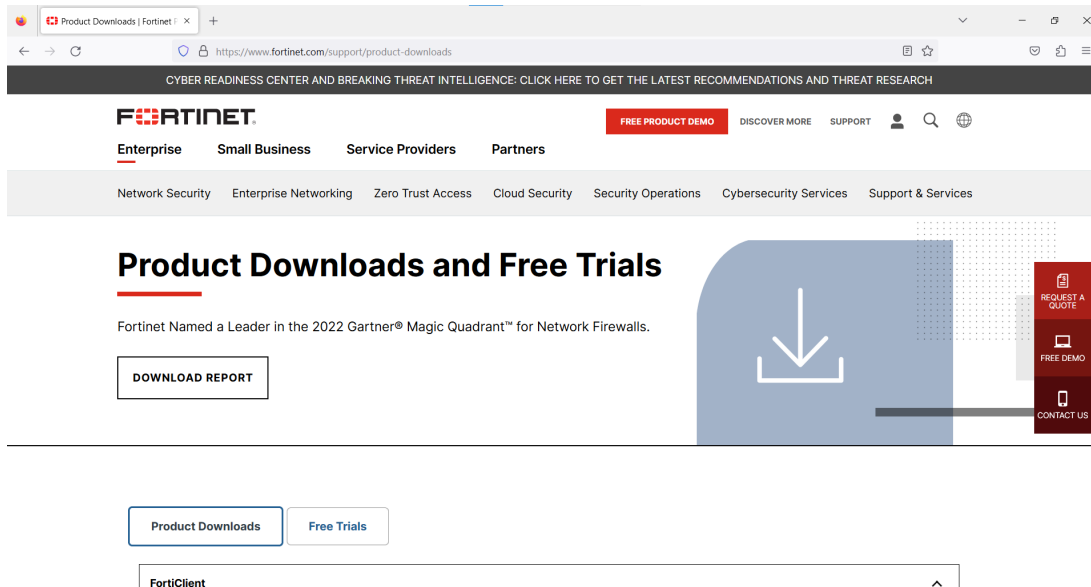 Product Downloads | Fortinet
https://www.fortinet.com/support/product-downloads
CYBER READINESS CENTER AND BREAKING THREAT INTELLIGENCE: CLICK HERE TO GET THE LATEST RECOMMENDATIONS AND THREAT RESEARCH
FORTINET
FREE PRODUCT DEMO DISCOVER MORE SUPPORT
Enterprise Small Business Service Providers Partners
Network Security Enterprise Networking Zero Trust Access Cloud Security Security Operations Cybersecurity Services Support & Services
Product Downloads and Free Trials
REQUEST A
QUOTE
Fortinet Named a Leader in the 2022 Gartner® Magic Quadrant™ for Network Firewalls.
FREE DEMO
DOWNLOAD REPORT
CONTACT US
Product Downloads Free Trials
FortiClient